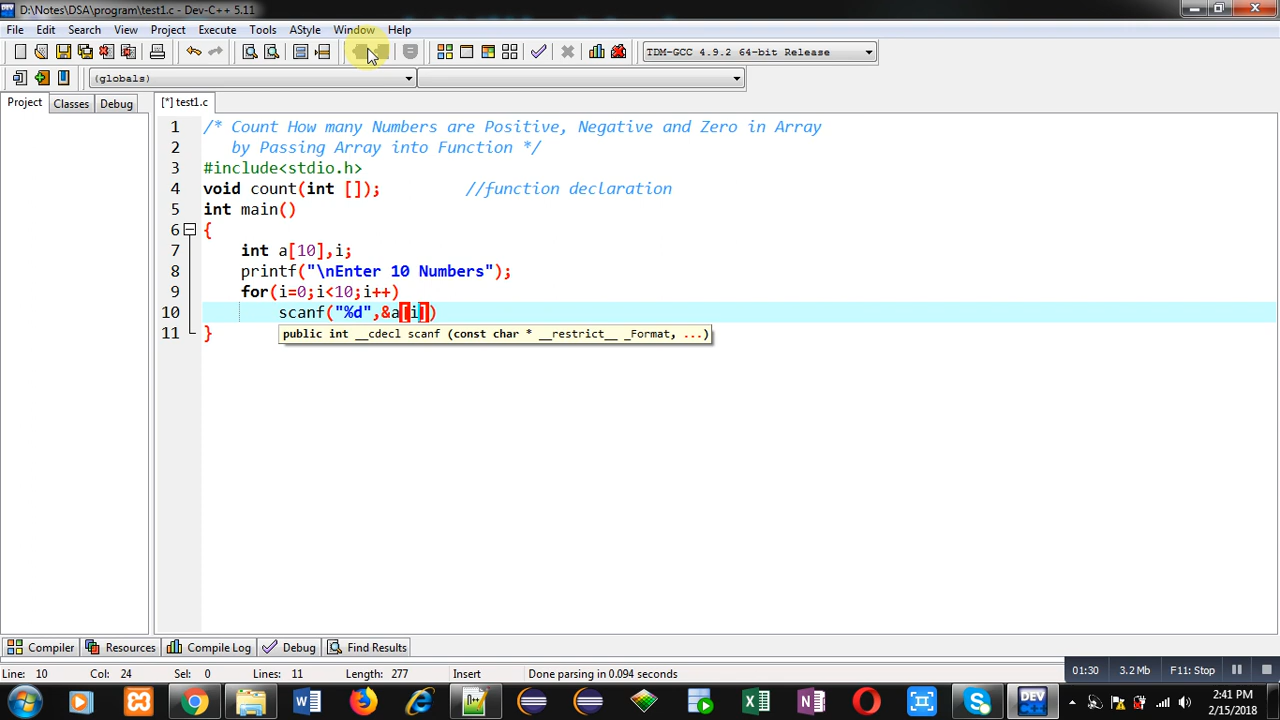 D:\Notes\DSA\program\test1.c - Dev-C++ 5.11
File Edit Search View Project Execute Tools AStyle Window Help
TDM-GCC 4.9.2 64-bit Release
(globals)
Project Classes Debug [*] test1.c
1 /* Count How many Numbers are Positive, Negative and Zero in Array
2 by Passing Array into Function */
3 #include<stdio.h>
4 void count(int []); //function declaration
5 int main()
6 {
7 int a[10],i;
8 printf("\nEnter 10 Numbers");
9 for(i=0;i<10;i++)
10 scanf("%d",&a[i])
11 }
public int __cdecl scanf (const char * __restrict__ _Format, ...)
Compiler Resources Compile Log Debug Find Results
Line: 10 Col: 24 Sel: 0 Lines: 11 Length: 277 Insert Done parsing in 0.094 seconds
01:30 3.2 Mb F11: Stop
DEV
2:41 PM
2/15/2018